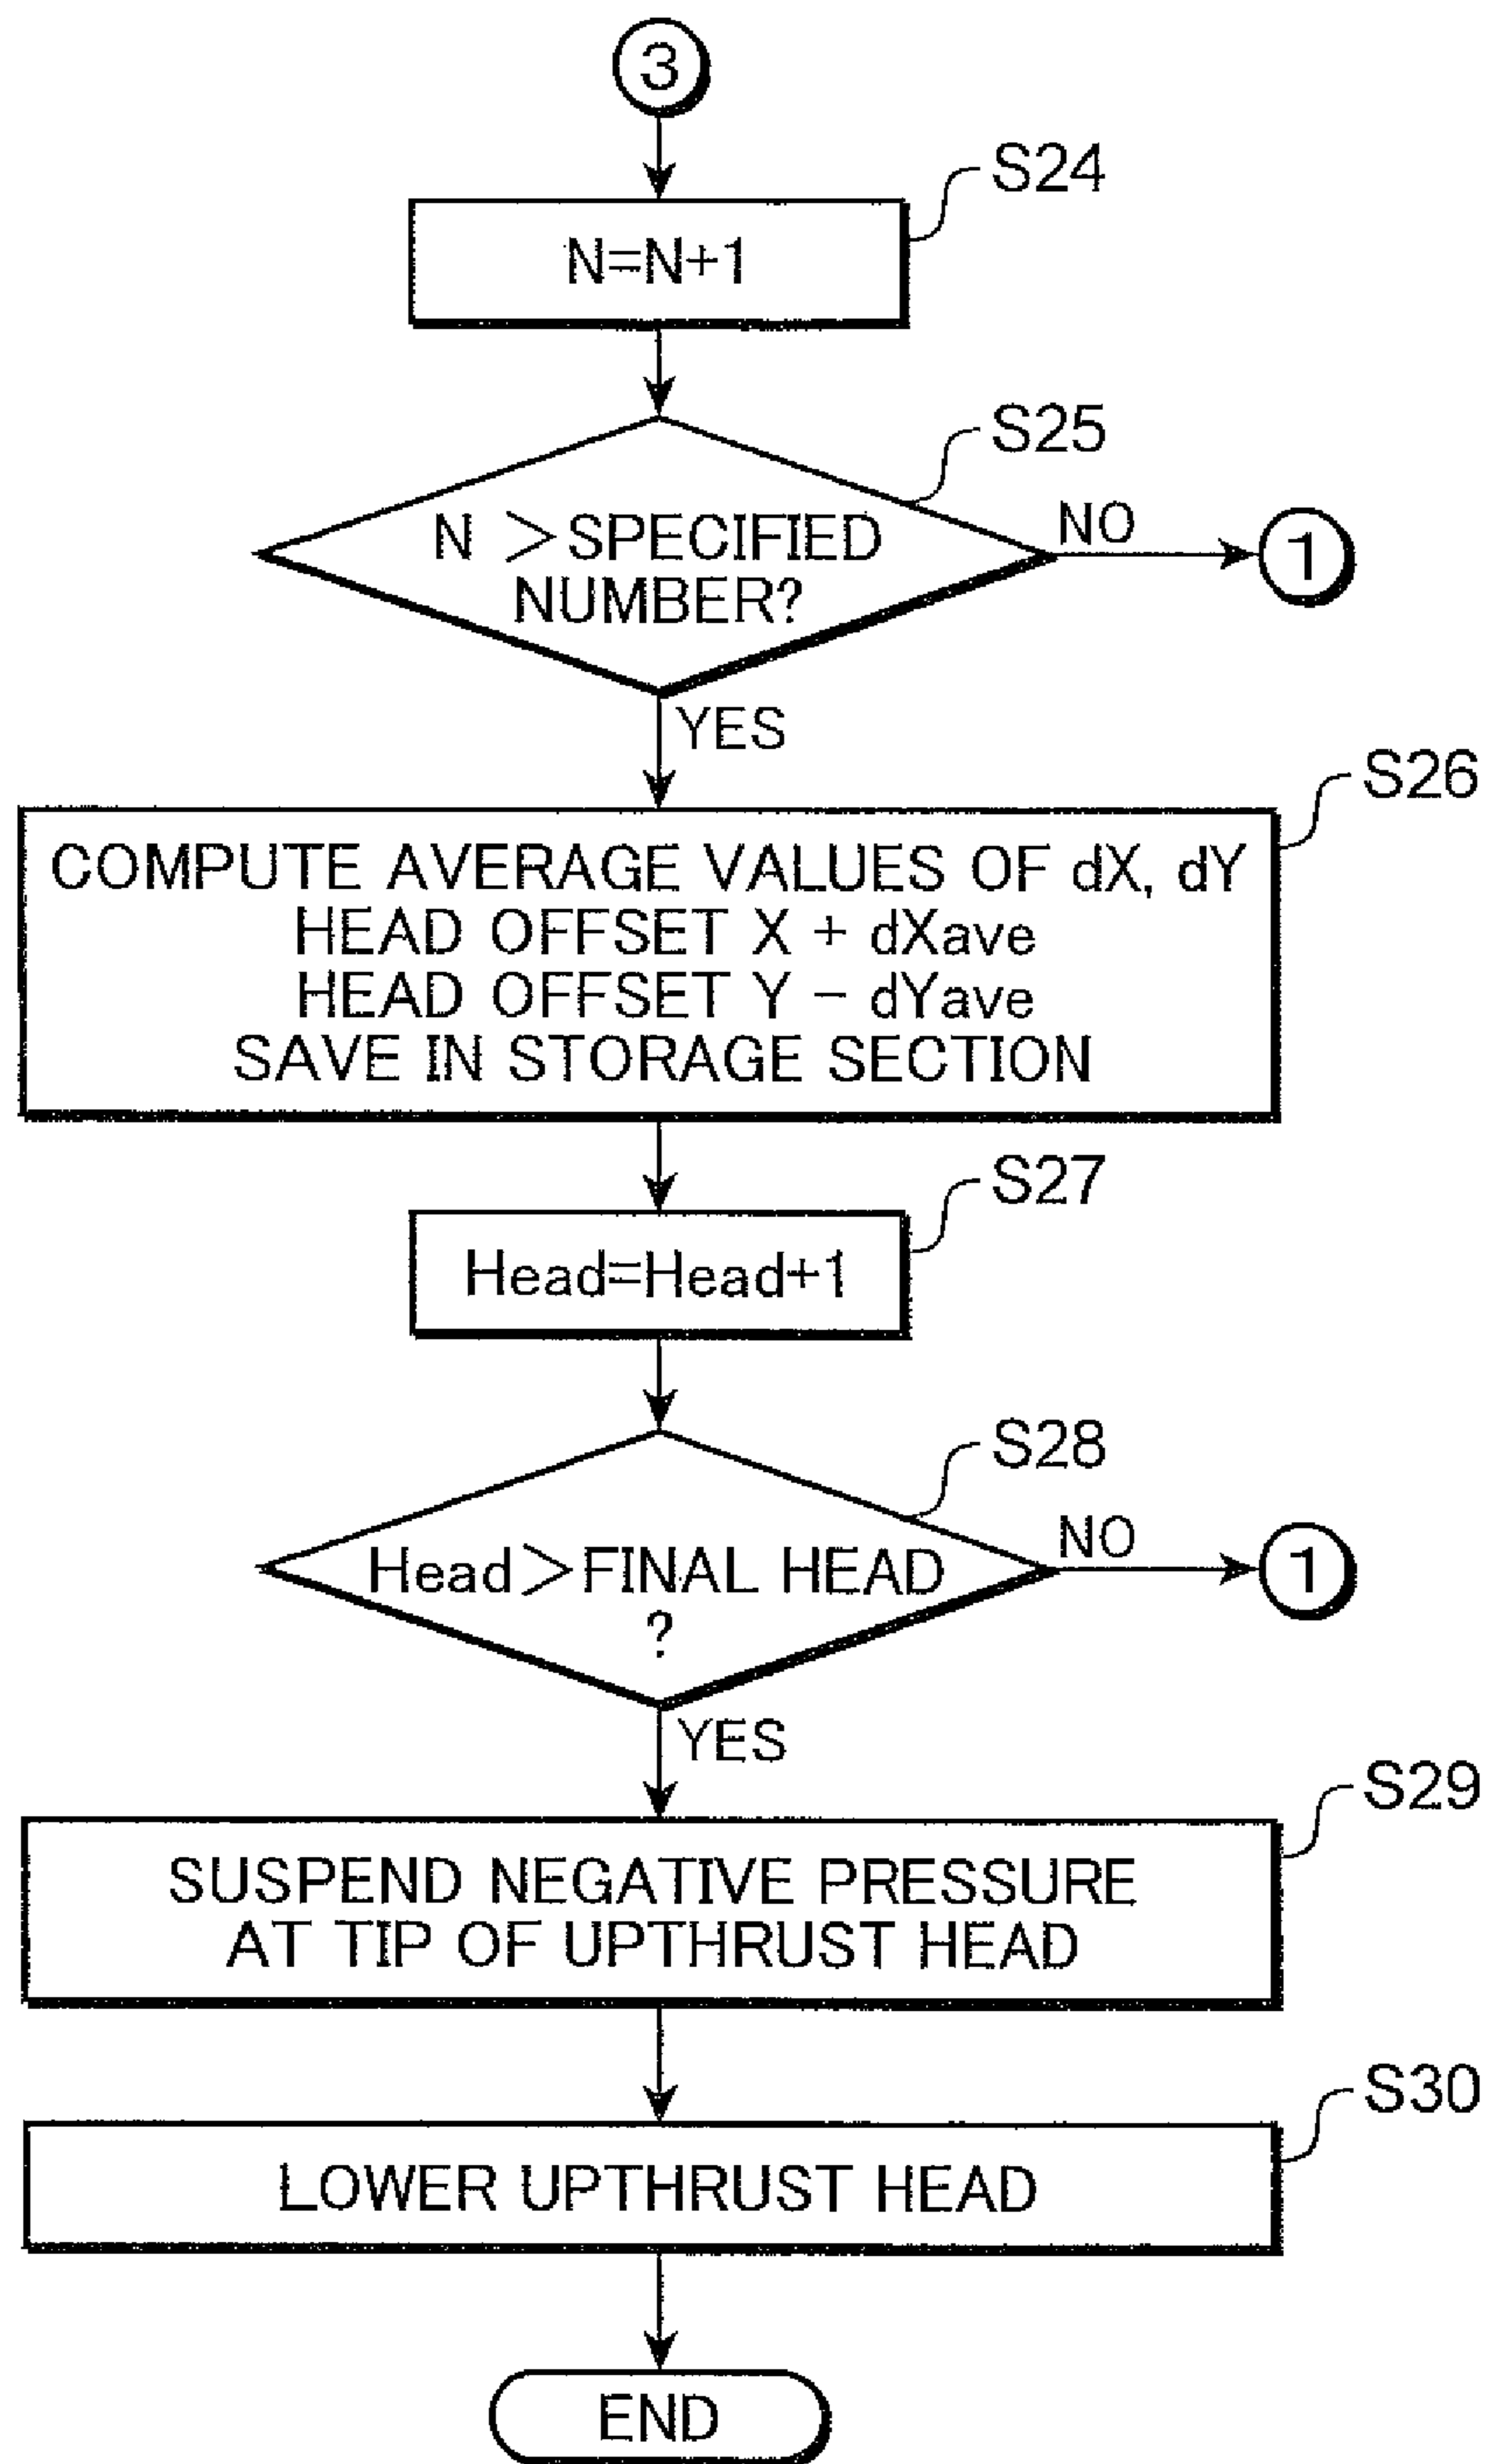 3
S24
N=N+1
S25
N >SPECIFIED
NUMBER?
NO
1
YES
S26
COMPUTE AVERAGE VALUES OF dX, dY
HEAD OFFSET X + dXave
HEAD OFFSET Y - dYave
SAVE IN STORAGE SECTION
S27
Head=Head+1
S28
Head>FINAL HEAD
?
NO
1
YES
S29
SUSPEND NEGATIVE PRESSURE
AT TIP OF UPTHRUST HEAD
S30
LOWER UPTHRUST HEAD
END